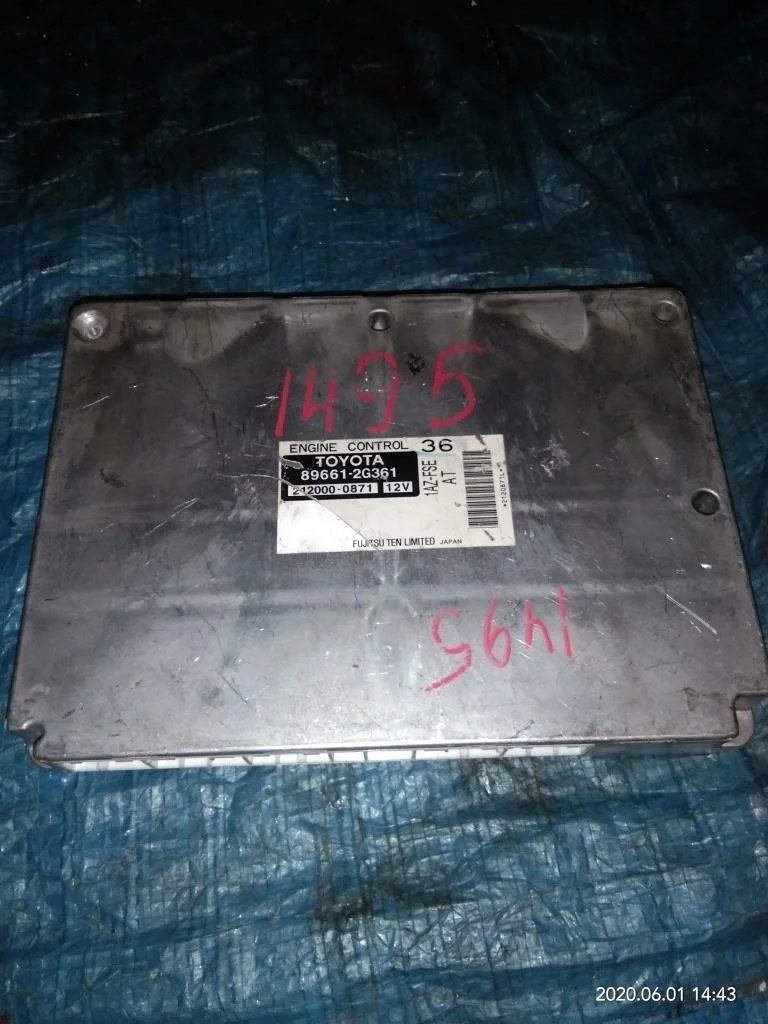 1495
ENGINE CONTROL 36
TOYOTA
89661-2G361
212000-0871 12V
1AZ-FSE
AT
*2120871L*
FUJITSU TEN LIMITED JAPAN
1495
2020.06.01 14:43